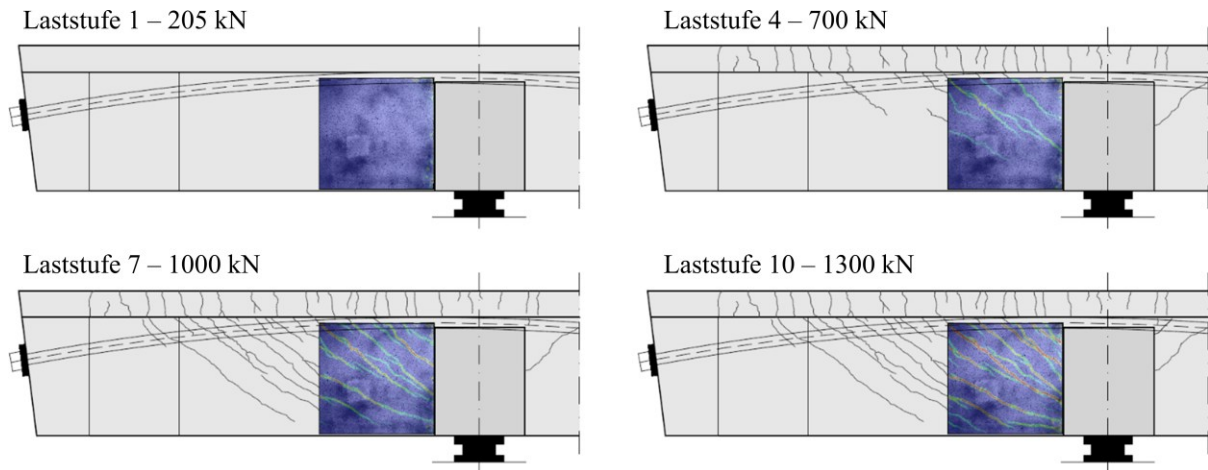 Laststufe 1 – 205 kN
Laststufe 4 – 700 kN
Laststufe 7 – 1000 kN
Laststufe 10 – 1300 kN